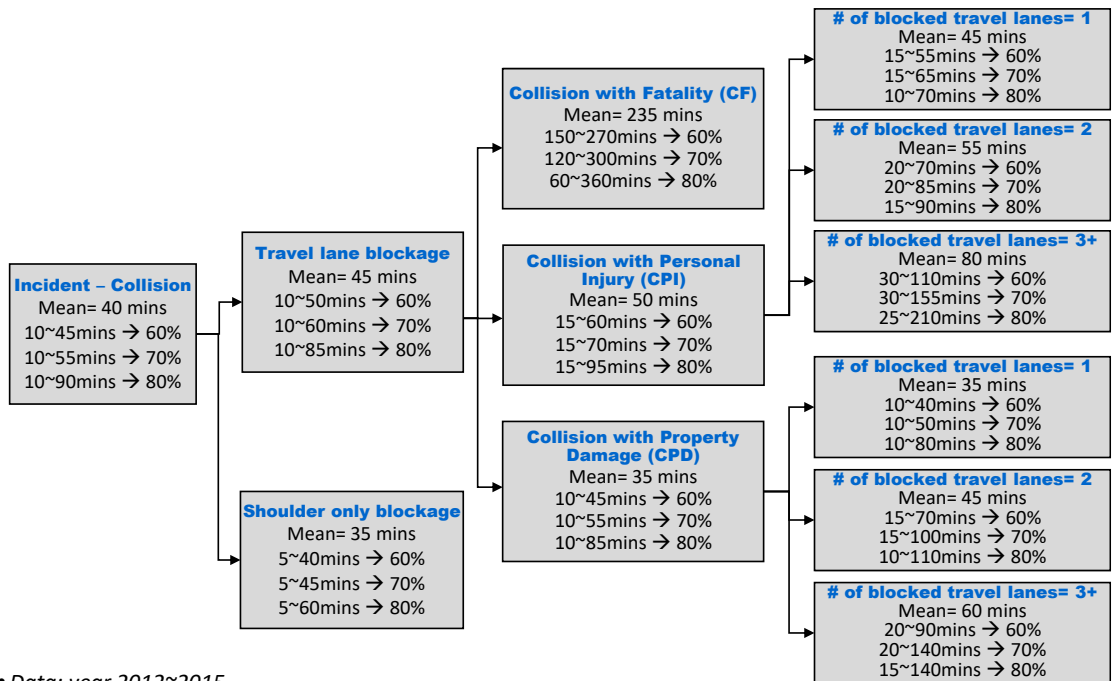 Incident – Collision
Mean= 40 mins
10~45mins → 60%
10~55mins → 70%
10~90mins → 80%
Travel lane blockage
Mean= 45 mins
10~50mins → 60%
10~60mins → 70%
10~85mins → 80%
Shoulder only blockage
Mean= 35 mins
5~40mins → 60%
5~45mins → 70%
5~60mins → 80%
Collision with Fatality (CF)
Mean= 235 mins
150~270mins → 60%
120~300mins → 70%
60~360mins → 80%
Collision with Personal
Injury (CPI)
Mean= 50 mins
15~60mins → 60%
15~70mins → 70%
15~95mins → 80%
Collision with Property
Damage (CPD)
Mean= 35 mins
10~45mins → 60%
10~55mins → 70%
10~85mins → 80%
# of blocked travel lanes= 1
Mean= 45 mins
15~55mins → 60%
15~65mins → 70%
10~70mins → 80%
# of blocked travel lanes= 2
Mean= 55 mins
20~70mins → 60%
20~85mins → 70%
15~90mins → 80%
# of blocked travel lanes= 3+
Mean= 80 mins
30~110mins → 60%
30~155mins → 70%
25~210mins → 80%
# of blocked travel lanes= 1
Mean= 35 mins
10~40mins → 60%
10~50mins → 70%
10~80mins → 80%
# of blocked travel lanes= 2
Mean= 45 mins
15~70mins → 60%
15~100mins → 70%
10~110mins → 80%
# of blocked travel lanes= 3+
Mean= 60 mins
20~90mins → 60%
20~140mins → 70%
15~140mins → 80%
Data: year 2012~2015